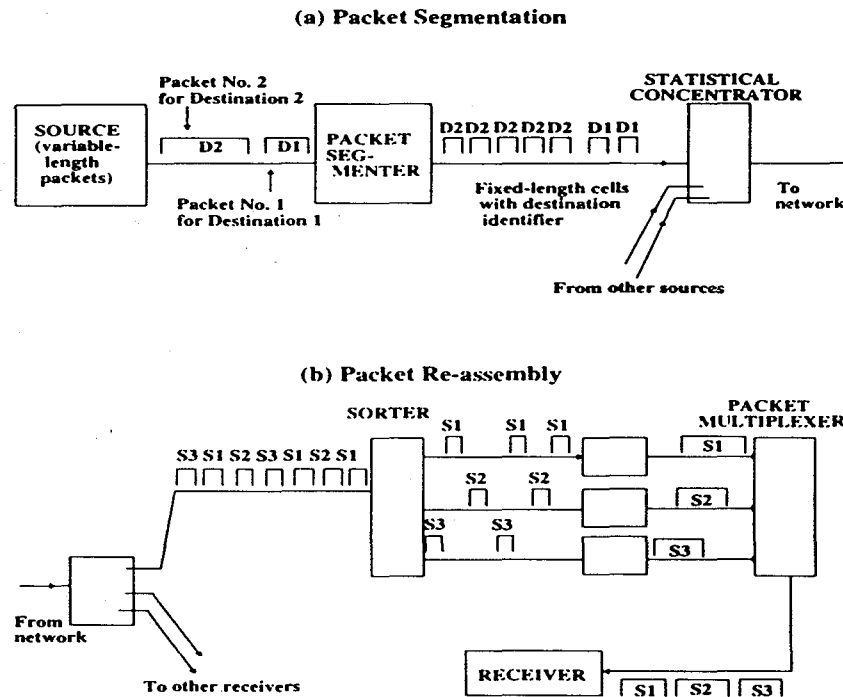 (a) Packet Segmentation
Packet No. 2
for Destination 2
STATISTICAL
CONCENTRATOR
SOURCE
(variable-
length
packets)
D2
D1
PACKET
SEG-
MENTER
D2 D2 D2 D2 D2 D1 D1
Packet No. 1
for Destination 1
Fixed-length cells
with destination
identifier
To
network
From other sources
(b) Packet Re-assembly
SORTER
PACKET
MULTIPLEXER
S1 S1 S1
S1
S3 S1 S2 S3 S1 S2 S1
S2 S2
S2
S3 S3
S3
From
network
To other receivers
RECEIVER
S1 S2 S3